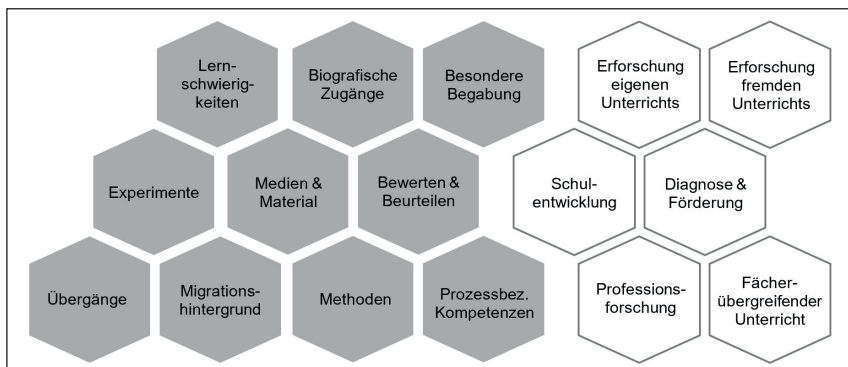 Lern-
schwierig-
keiten
Biografische
Zugänge
Besondere
Begabung
Erforschung
eigenen
Unterrichts
Erforschung
fremden
Unterrichts
Experimente
Medien &
Material
Bewerten &
Beurteilen
Schul-
entwicklung
Diagnose &
Förderung
Übergänge
Migrations-
hintergrund
Methoden
Prozessbez.
Kompetenzen
Professions-
forschung
Fächer-
übergreifender
Unterricht